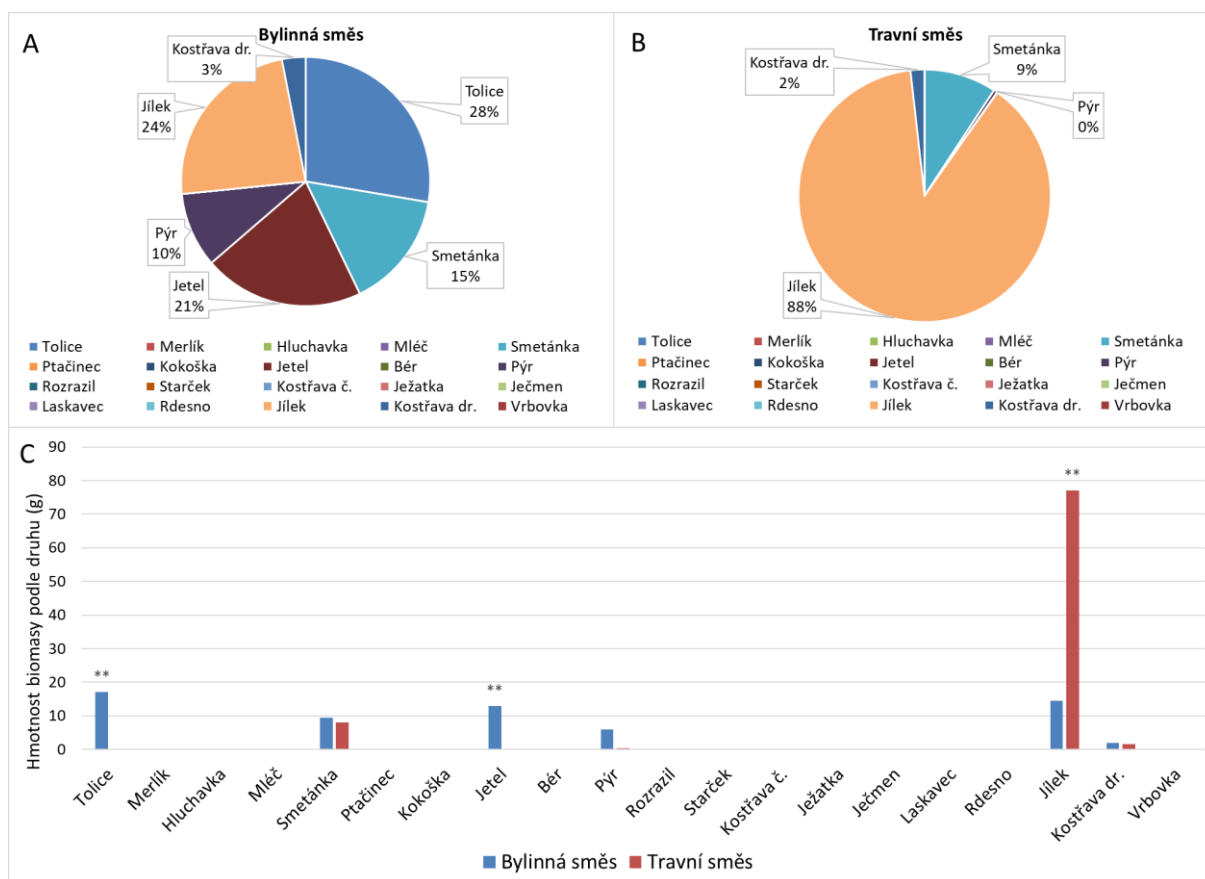 A
Bylinná směs
Kostřava dr.
3%
Tolice
28%
Jílek
24%
Pýr
10%
Smetánka
15%
Jetel
21%
Tolice Merlík Hluchavka Mléč Smetánka
Ptačinec Kokoška Jetel Bér Pýr
Rozrazil Starček Kostřava č. Ježatka Ječmen
Laskavec Rdesno Jílek Kostřava dr. Vrbovka
B
Travní směs
Kostřava dr.
2%
Smetánka
9%
Pýr
0%
Jílek
88%
Tolice Merlík Hluchavka Mléč Smetánka
Ptačinec Kokoška Jetel Bér Pýr
Rozrazil Starček Kostřava č. Ježatka Ječmen
Laskavec Rdesno Jílek Kostřava dr. Vrbovka
C
Hmotnost biomasy podle druhu (g)
90
80
70
60
50
40
30
20
10
0
**
**
**
Tolice
Merlík
Hluchavka
Mléč
Smetánka
Ptačinec
Kokoška
Jetel
Bér
Pýr
Rozrazil
Starček
Kostřava č.
Ježatka
Ječmen
Laskavec
Rdesno
Jílek
Kostřava dr.
Vrbovka
Bylinná směs Travní směs